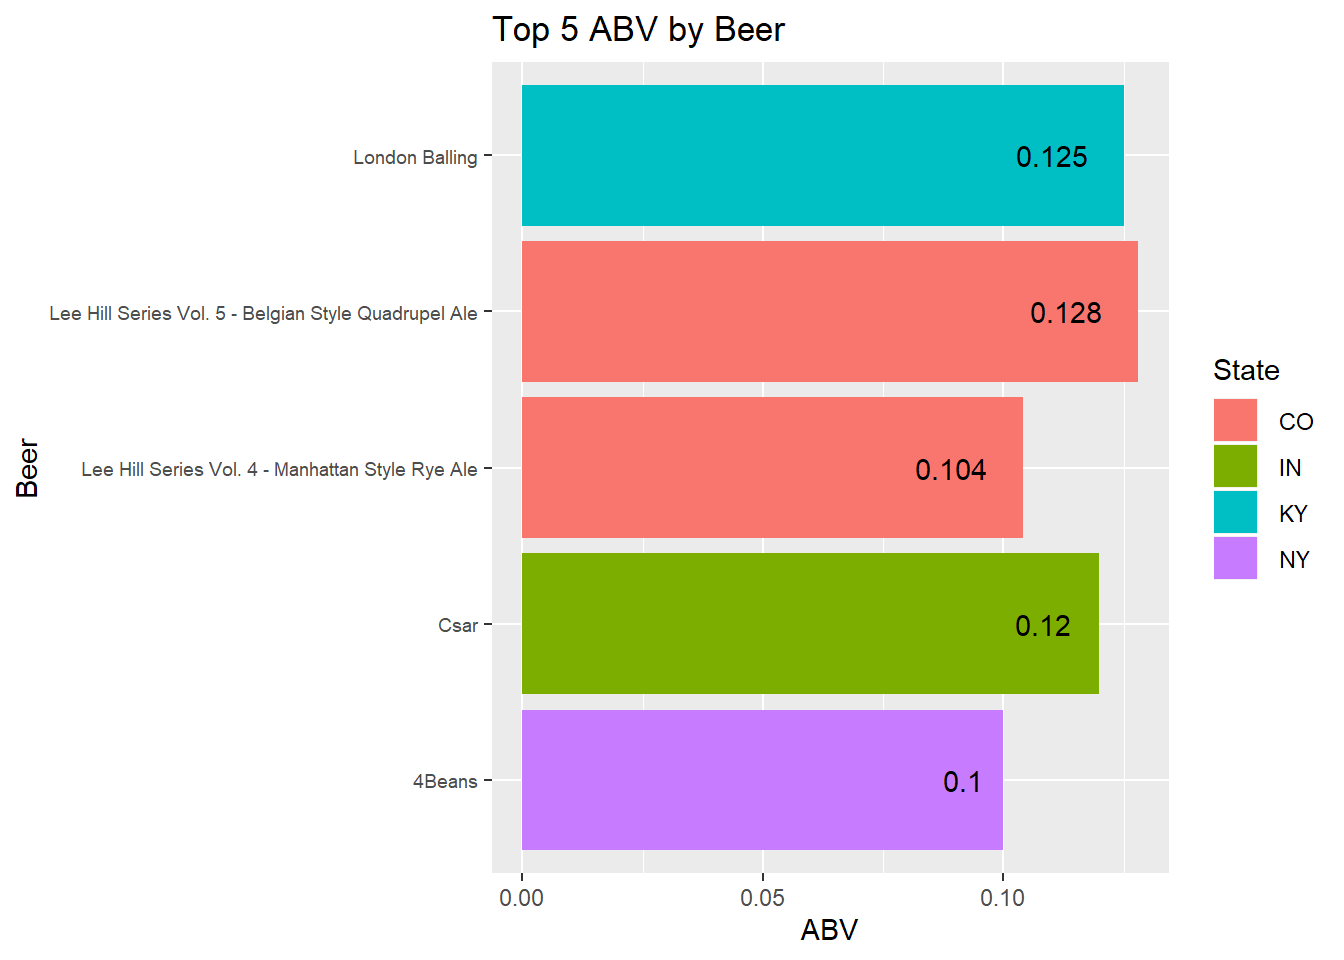 Top 5 ABV by Beer
London Balling
0.125
Lee Hill Series Vol. 5 - Belgian Style Quadrupel Ale
0.128
Lee Hill Series Vol. 4 - Manhattan Style Rye Ale
0.104
Csar
0.12
4Beans
0.1
Beer
0.00
0.05
0.10
ABV
State
CO
IN
KY
NY